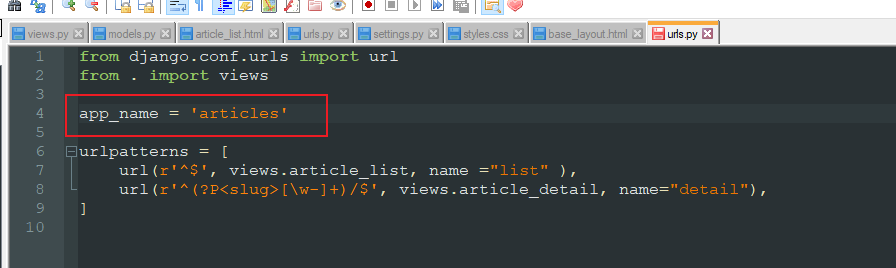 views.py models.py article_list.html urls.py settings.py styles.css base_layout.html urls.py
1 from django.conf.urls import url
2 from . import views
3
4 app_name = 'articles'
5
6 urlpatterns = [
7 url(r'^$', views.article_list, name ="list" ),
8 url(r'^(?P<slug>[\w-]+)/$', views.article_detail, name="detail"),
9 ]
10